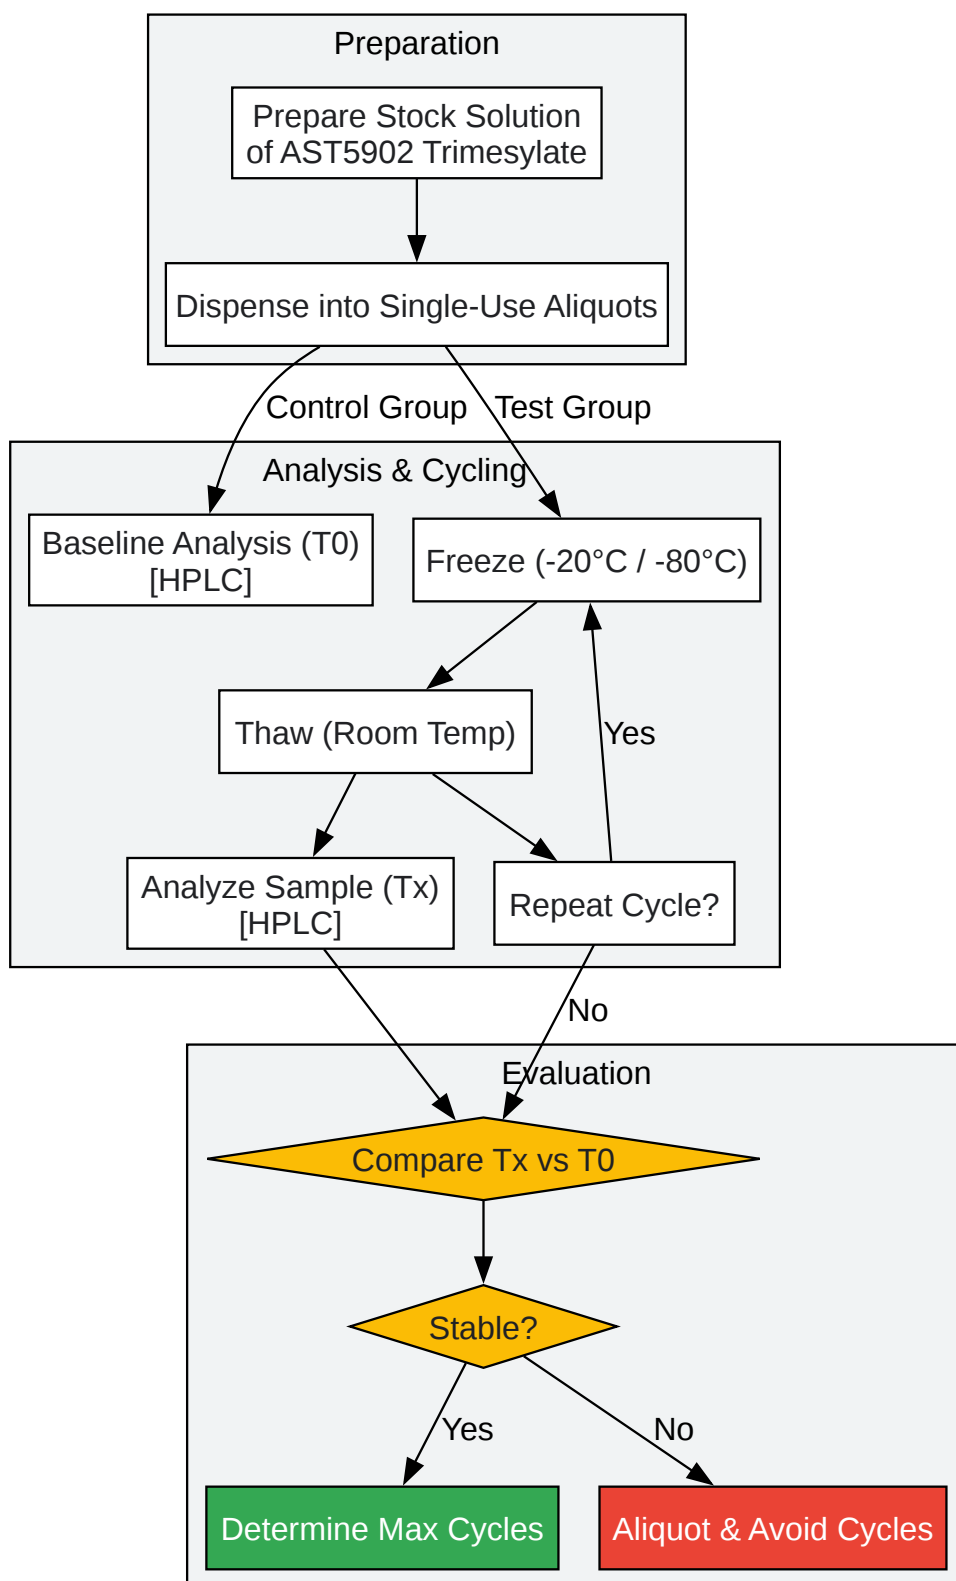 Preparation
Prepare Stock Solution
of AST5902 Trimesylate
Dispense into Single-Use Aliquots
Control Group
Test Group
Analysis & Cycling
Baseline Analysis (T0)
[HPLC]
Freeze (-20°C / -80°C)
Thaw (Room Temp)
Yes
Analyze Sample (Tx)
[HPLC]
Repeat Cycle?
No
Evaluation
Compare Tx vs T0
Stable?
Yes
No
Determine Max Cycles
Aliquot & Avoid Cycles